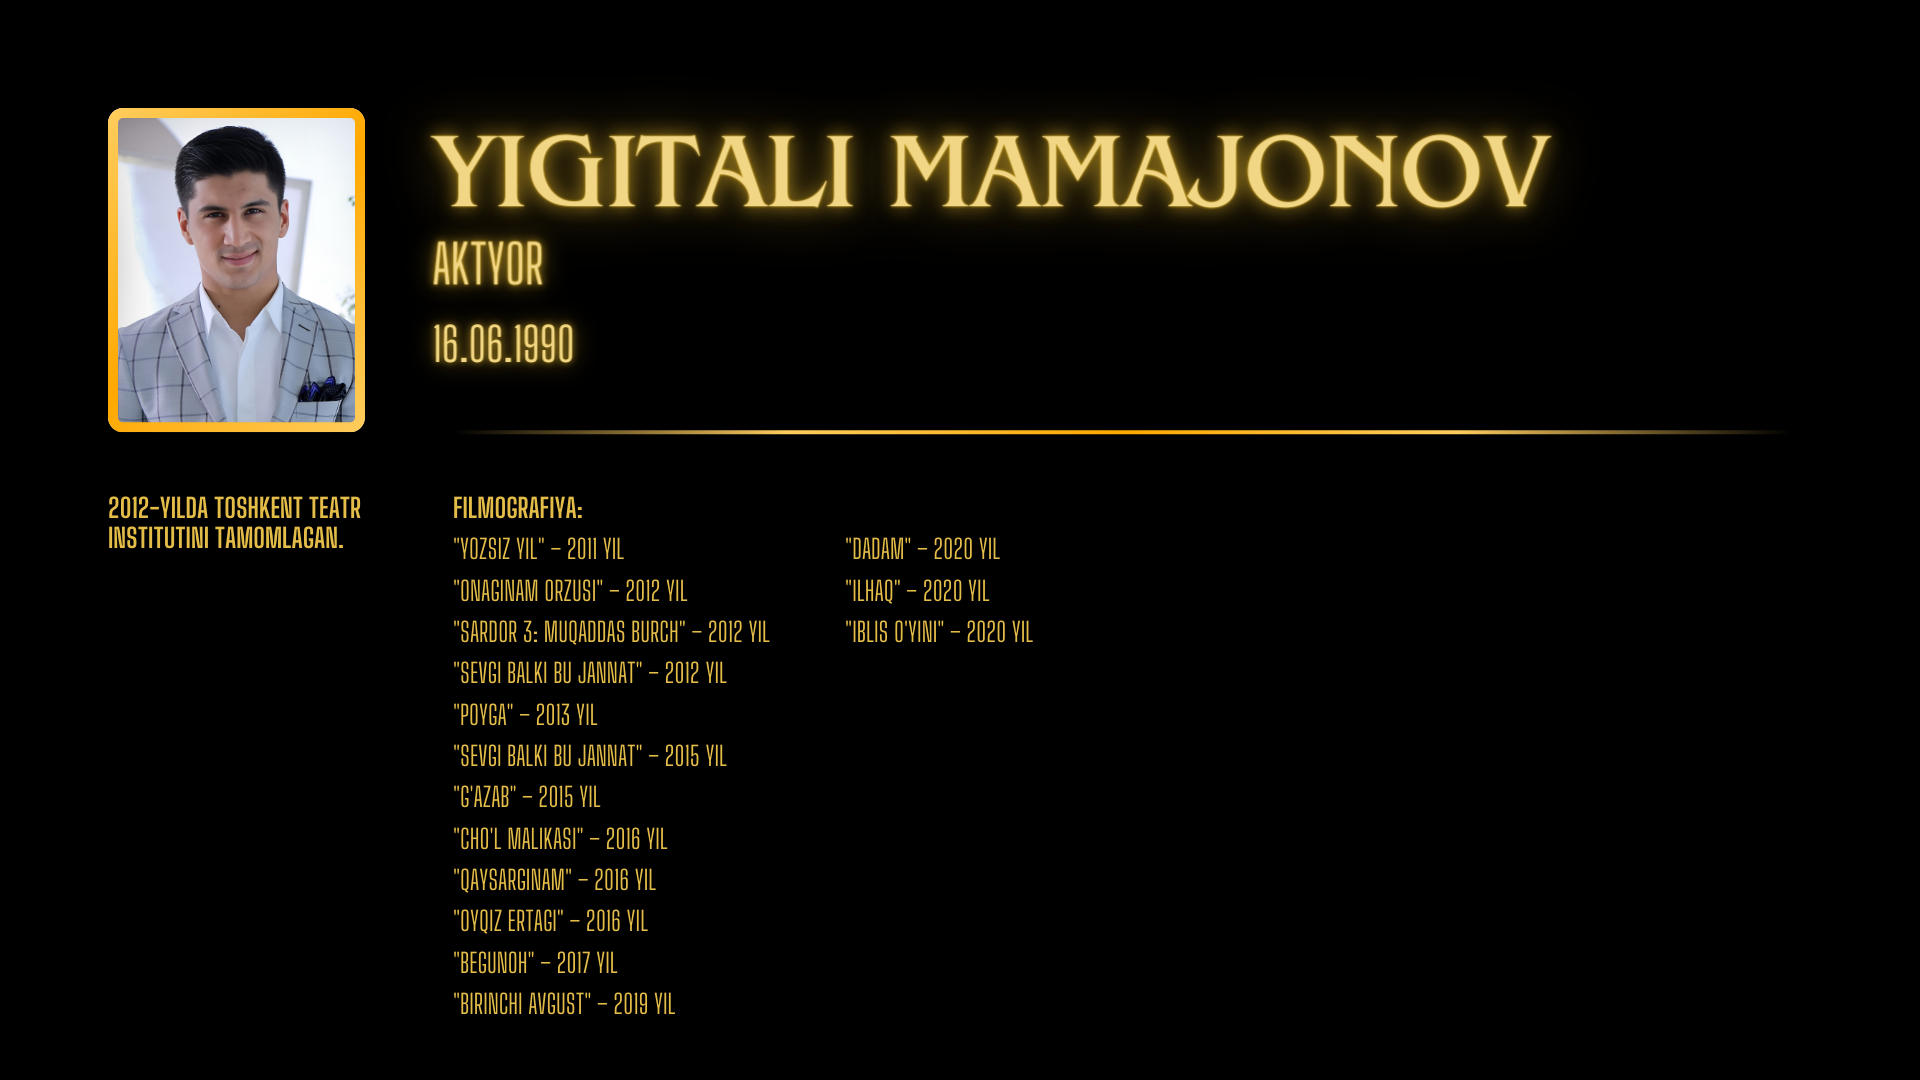 YIGITALI MAMAJONOV
AKTYOR
16.06.1990
2012-YILDA TOSHKENT TEATR
INSTITUTINI TAMOMLAGAN.
FILMOGRAFIYA:
"YOZSIZ YIL" – 2011 YIL
"ONAGINAM ORZUSI" – 2012 YIL
"SARDOR 3: MUQADDAS BURCH" – 2012 YIL
"SEVGI BALKI BU JANNAT" – 2012 YIL
"POYGA" – 2013 YIL
"SEVGI BALKI BU JANNAT" – 2015 YIL
"G'AZAB" – 2015 YIL
"CHO'L MALIKASI" – 2016 YIL
"QAYSARGINAM" – 2016 YIL
"OYQIZ ERTAGI" – 2016 YIL
"BEGUNOH" – 2017 YIL
"BIRINCHI AVGUST" – 2019 YIL
"DADAM" – 2020 YIL
"ILHAQ" – 2020 YIL
"IBLIS O'YINI" – 2020 YIL